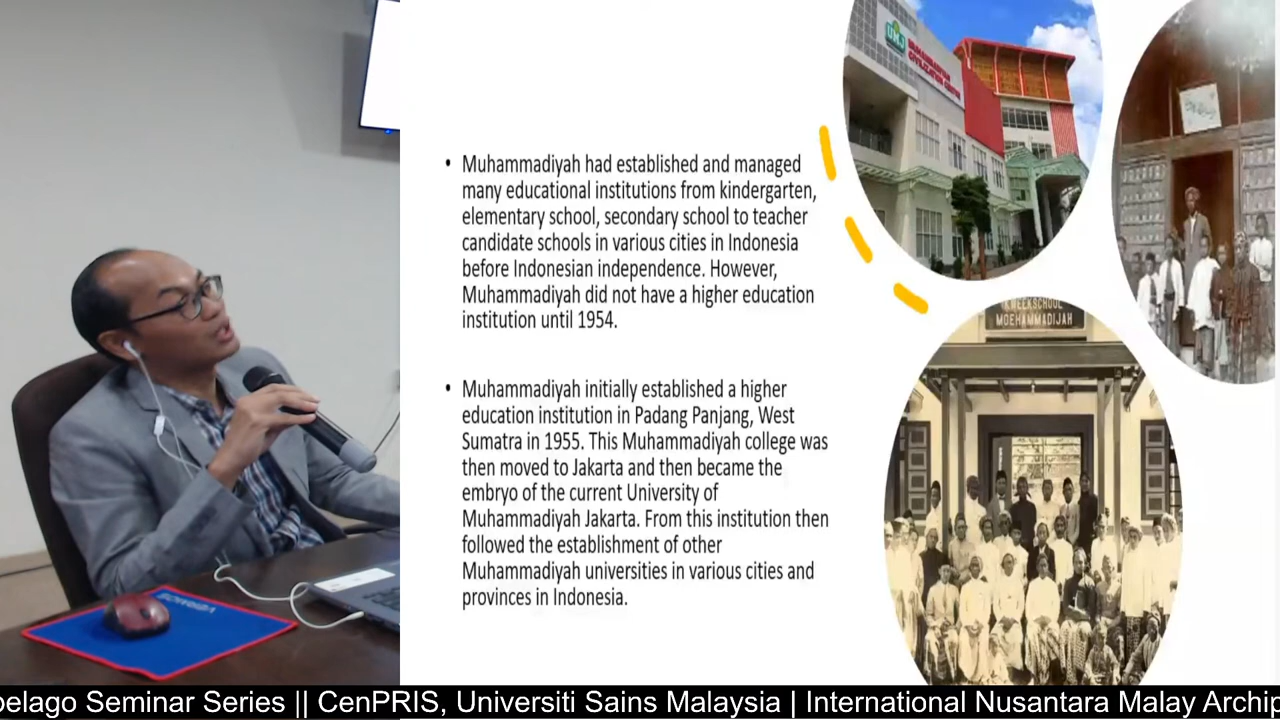 • Muhammadiyah had established and managed
many educational institutions from kindergarten,
elementary school, secondary school to teacher
candidate schools in various cities in Indonesia
before Indonesian independence. However,
Muhammadiyah did not have a higher education
institution until 1954.
• Muhammadiyah initially established a higher
education institution in Padang Panjang, West
Sumatra in 1955. This Muhammadiyah college was
then moved to Jakarta and then became the
embryo of the current University of
Muhammadiyah Jakarta. From this institution then
followed the establishment of other
Muhammadiyah universities in various cities and
provinces in Indonesia.
UMJ
KWEEKSCHOOL
MOEHAMMADIJAH
pelago Seminar Series || CenPRIS, Universiti Sains Malaysia | International Nusantara Malay Archip